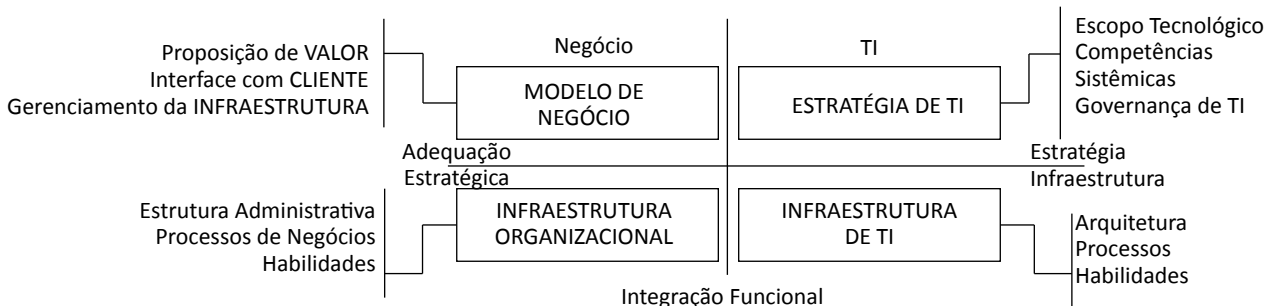 Negócio
TI
Proposição de VALOR
Interface com CLIENTE
Gerenciamento da INFRAESTRUTURA
MODELO DE
NEGÓCIO
ESTRATÉGIA DE TI
Escopo Tecnológico
Competências
Sistêmicas
Governança de TI
Adequação
Estratégica
Estratégia
Infraestrutura
Estrutura Administrativa
Processos de Negócios
Habilidades
INFRAESTRUTURA
ORGANIZACIONAL
INFRAESTRUTURA
DE TI
Arquitetura
Processos
Habilidades
Integração Funcional